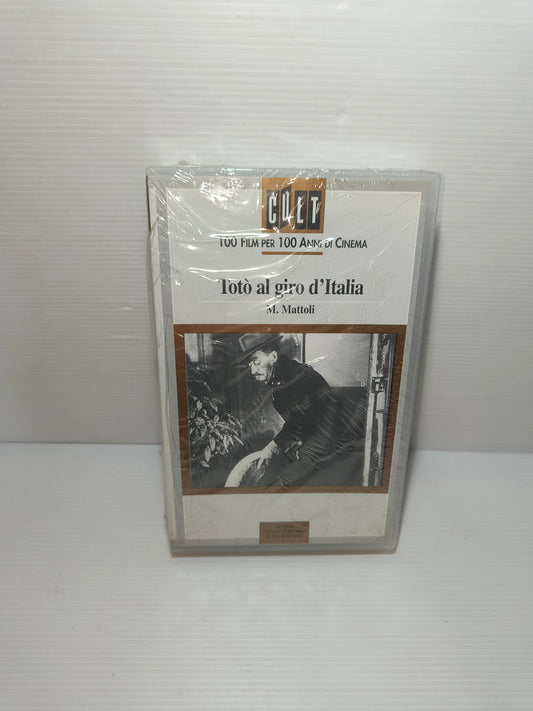 CULT
100 FILM PER 100 ANNI DI CINEMA
Totò al giro d'Italia
M. Mattoli